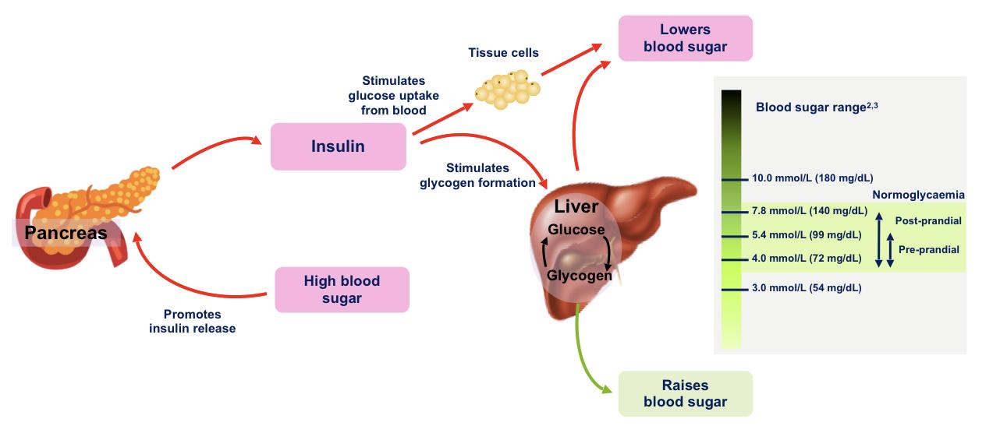 Lowers
blood sugar
Tissue cells
Stimulates
glucose uptake
from blood
Insulin
Stimulates
glycogen formation
Pancreas
High blood
sugar
Promotes
insulin release
Liver
Glucose
Glycogen
Raises
blood sugar
Blood sugar range2,3
10.0 mmol/L (180 mg/dL)
Normoglycaemia
7.8 mmol/L (140 mg/dL)
Post-prandial
5.4 mmol/L (99 mg/dL)
Pre-prandial
4.0 mmol/L (72 mg/dL)
3.0 mmol/L (54 mg/dL)